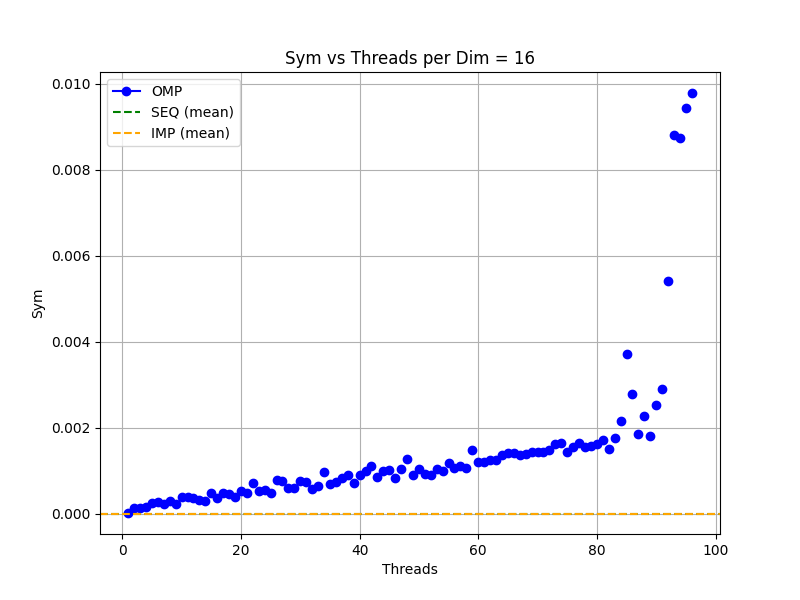 Sym vs Threads per Dim = 16
OMP
SEQ (mean)
IMP (mean)
0.010
0.008
0.006
0.004
0.002
0.000
Sym
0
20
40
60
80
100
Threads